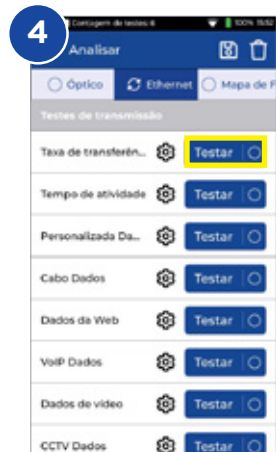 4
Contagem de testes: 6 100% 15:52
Analisar
Óptico Ethernet Mapa de F
Testes de transmissão
Taxa de transferên... Testar
Tempo de atividade Testar
Personalizada Da... Testar
Cabo Dados Testar
Dados da Web Testar
VoIP Dados Testar
Dados de vídeo Testar
CCTV Dados Testar